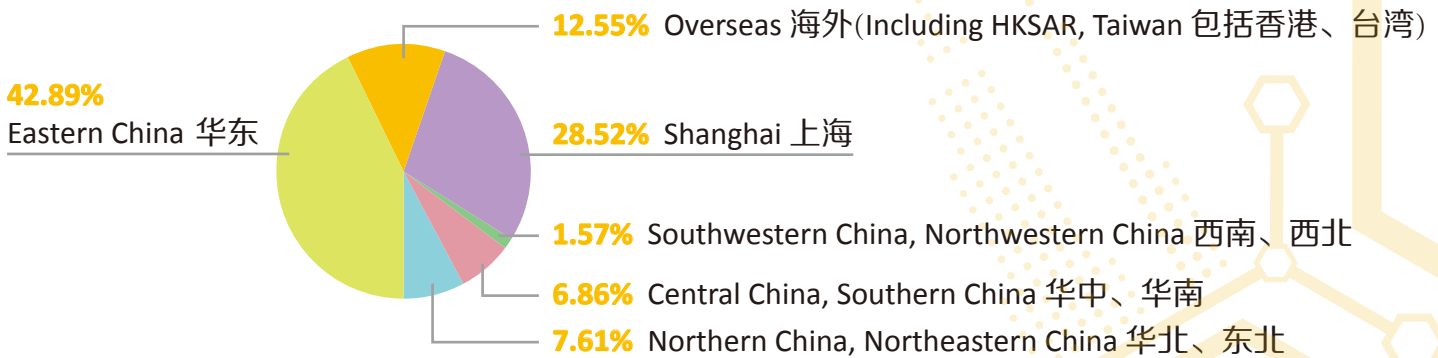 12.55% Overseas 海外(Including HKSAR, Taiwan 包括香港、台湾)
42.89%
Eastern China 华东
28.52% Shanghai 上海
1.57% Southwestern China, Northwestern China 西南、西北
6.86% Central China, Southern China 华中、华南
7.61% Northern China, Northeastern China 华北、东北